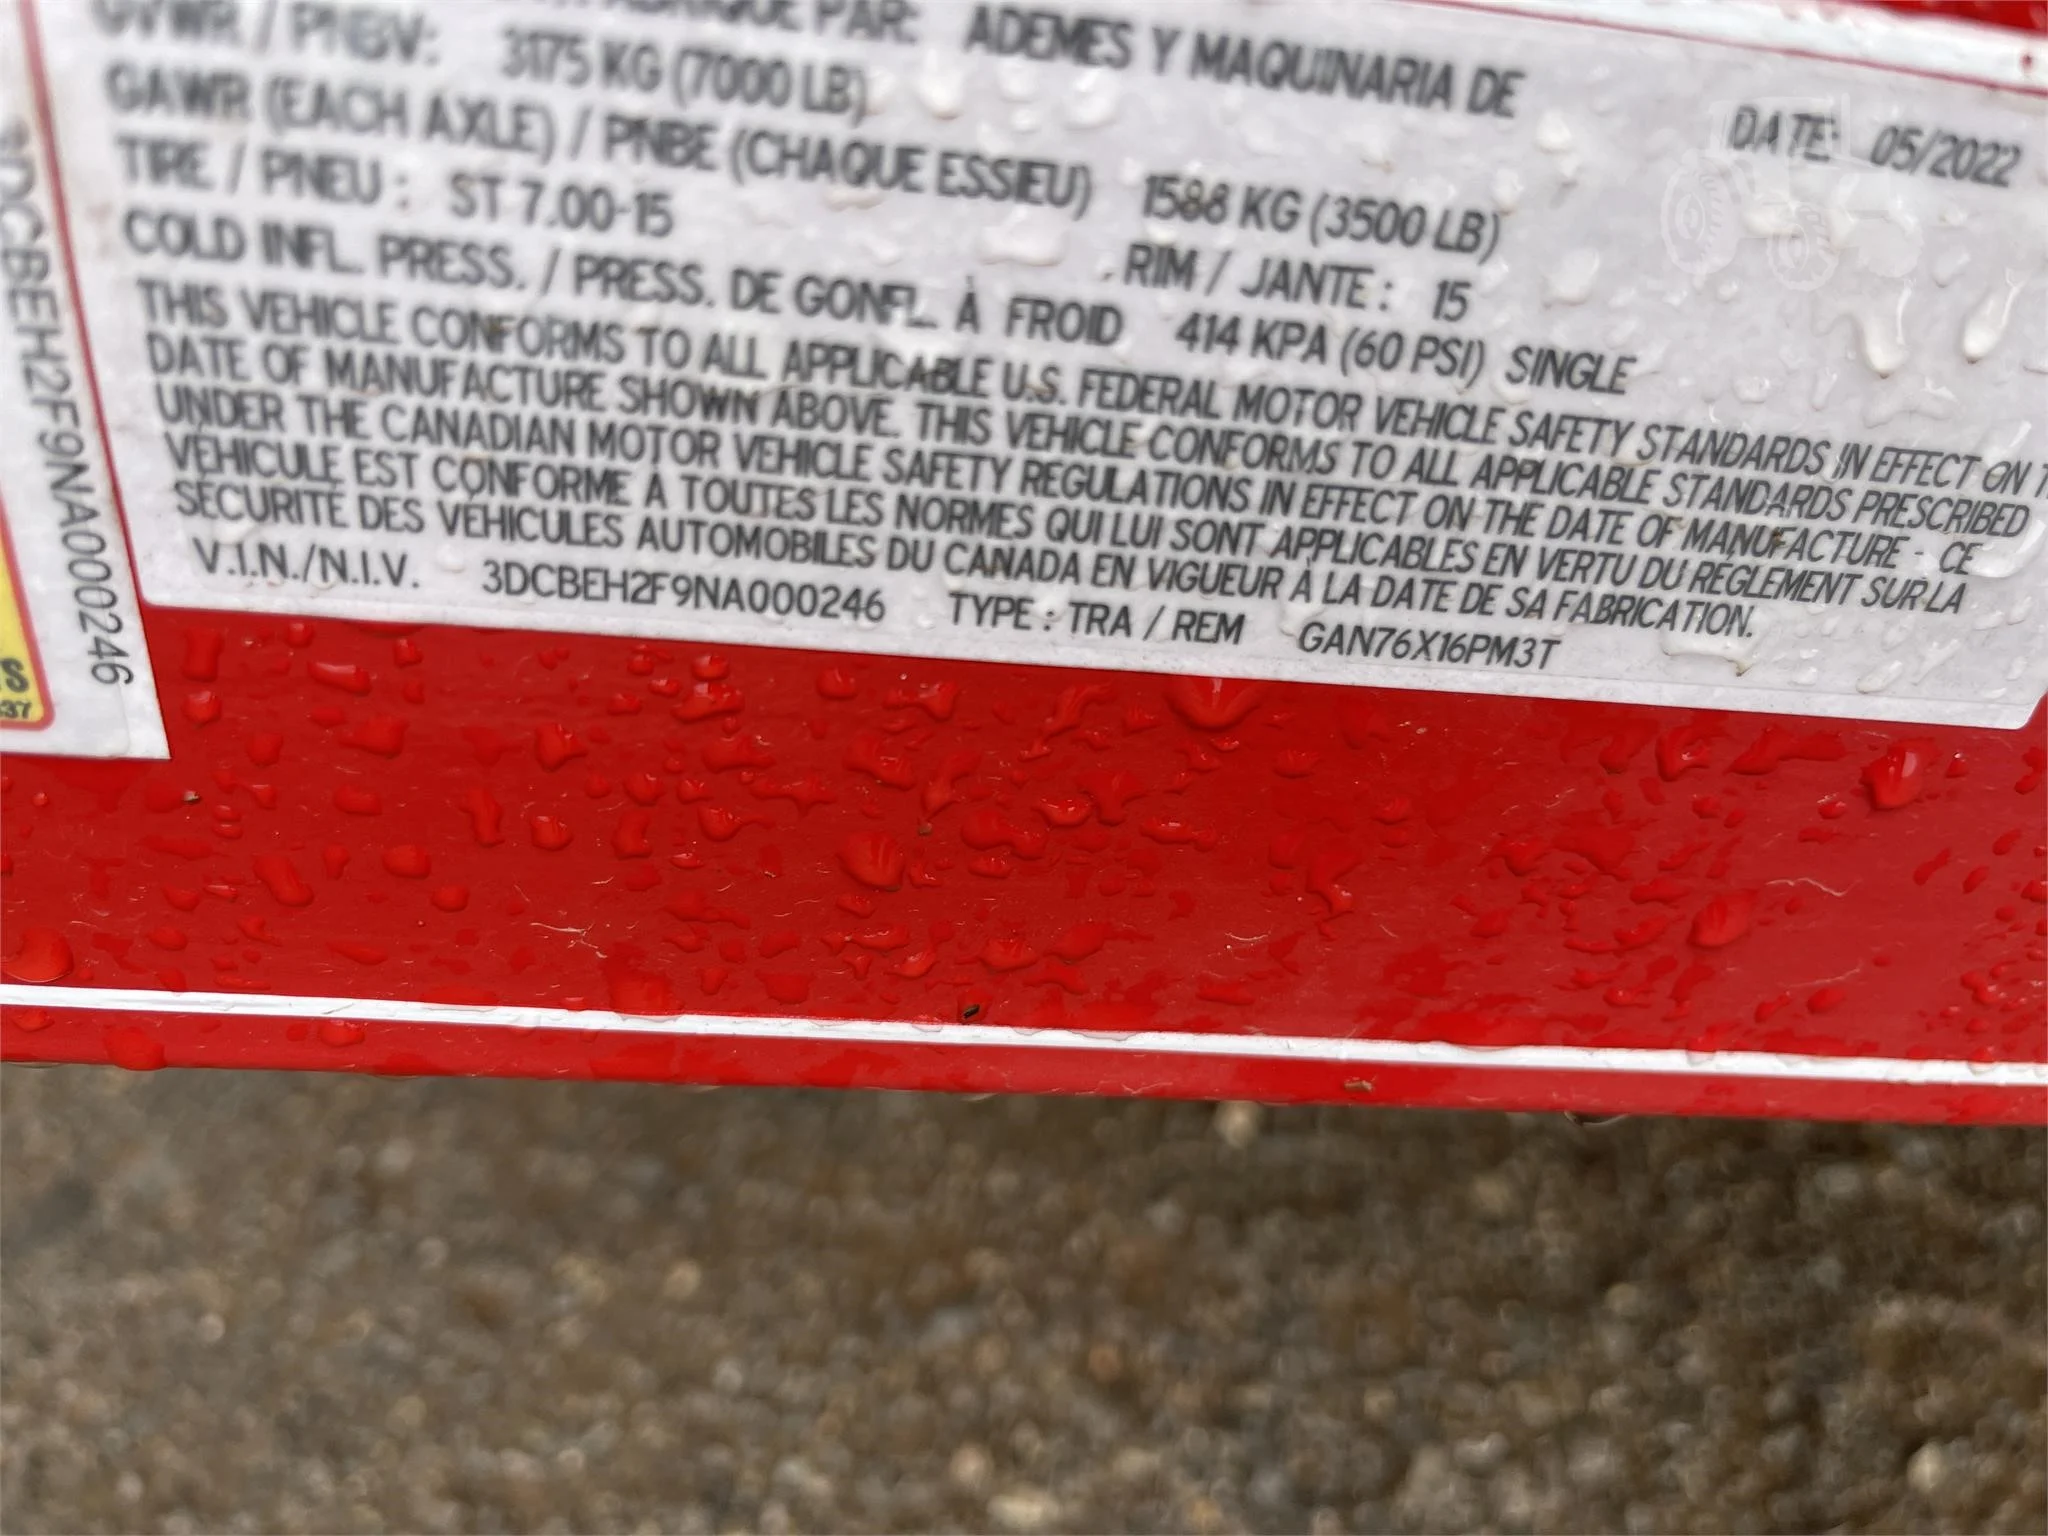 FABRIQUÉ PAR: ADEMES Y MAQUINARIA DE
GVWR / PNBV: 3175 KG (7000 LB)
DATE: 05/2022
GAWR (EACH AXLE) / PNBE (CHAQUE ESSIEU) 1588 KG (3500 LB)
TIRE / PNEU : ST 7.00-15
RIM / JANTE : 15
COLD INFL. PRESS. / PRESS. DE GONFL. À FROID 414 KPA (60 PSI) SINGLE
THIS VEHICLE CONFORMS TO ALL APPLICABLE U.S. FEDERAL MOTOR VEHICLE SAFETY STANDARDS IN EFFECT ON
DATE OF MANUFACTURE SHOWN ABOVE. THIS VEHICLE CONFORMS TO ALL APPLICABLE STANDARDS PRESCRIBED
UNDER THE CANADIAN MOTOR VEHICLE SAFETY REGULATIONS IN EFFECT ON THE DATE OF MANUFACTURE - CE
VÉHICULE EST CONFORME À TOUTES LES NORMES QUI LUI SONT APPLICABLES EN VERTU DU RÉGLEMENT SUR LA
SÉCURITÉ DES VÉHICULES AUTOMOBILES DU CANADA EN VIGUEUR À LA DATE DE SA FABRICATION.
V.I.N./N.I.V. 3DCBEH2F9NA000246 TYPE : TRA / REM GAN76X16PM3T
3DCBEH2F9NA000246